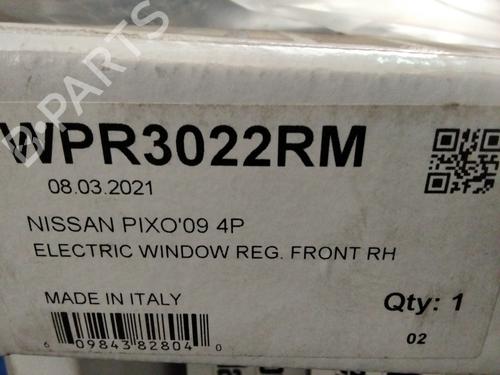 WPR3022RM
08.03.2021
NISSAN PIXO'09 4P
ELECTRIC WINDOW REG. FRONT RH
MADE IN ITALY
Qty: 1
6 09843 82804 0
02
B-PARTS